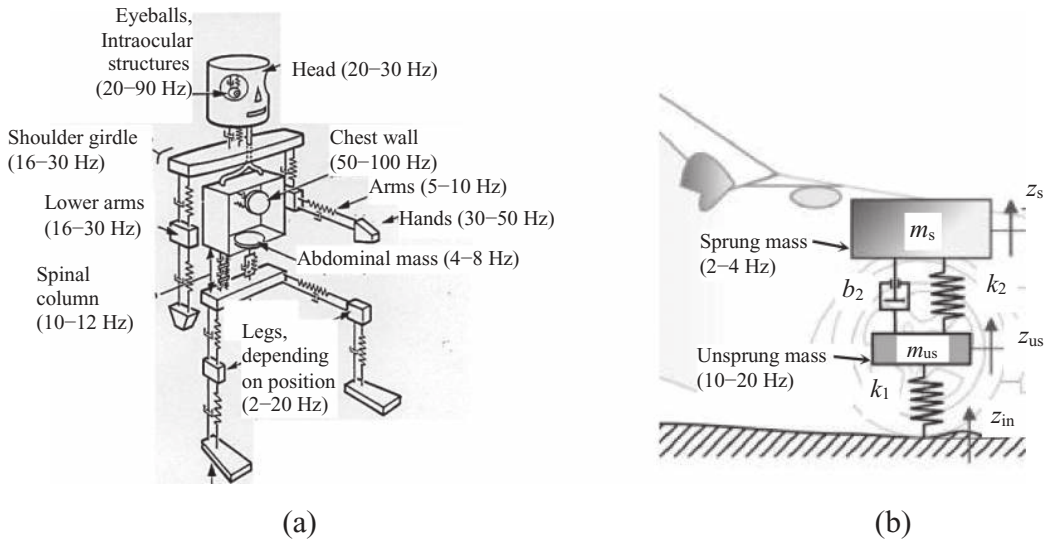 Eyeballs,
Intraocular
structures
(20−90 Hz)
Head (20−30 Hz)
Shoulder girdle
(16−30 Hz)
Chest wall
(50−100 Hz)
Arms (5−10 Hz)
Lower arms
(16−30 Hz)
Hands (30−50 Hz)
Abdominal mass (4−8 Hz)
Spinal
column
(10−12 Hz)
Legs,
depending
on position
(2−20 Hz)
(a)
zs
ms
Sprung mass
(2−4 Hz)
b2
k2
zus
mus
Unsprung mass
(10−20 Hz)
k1
zin
(b)